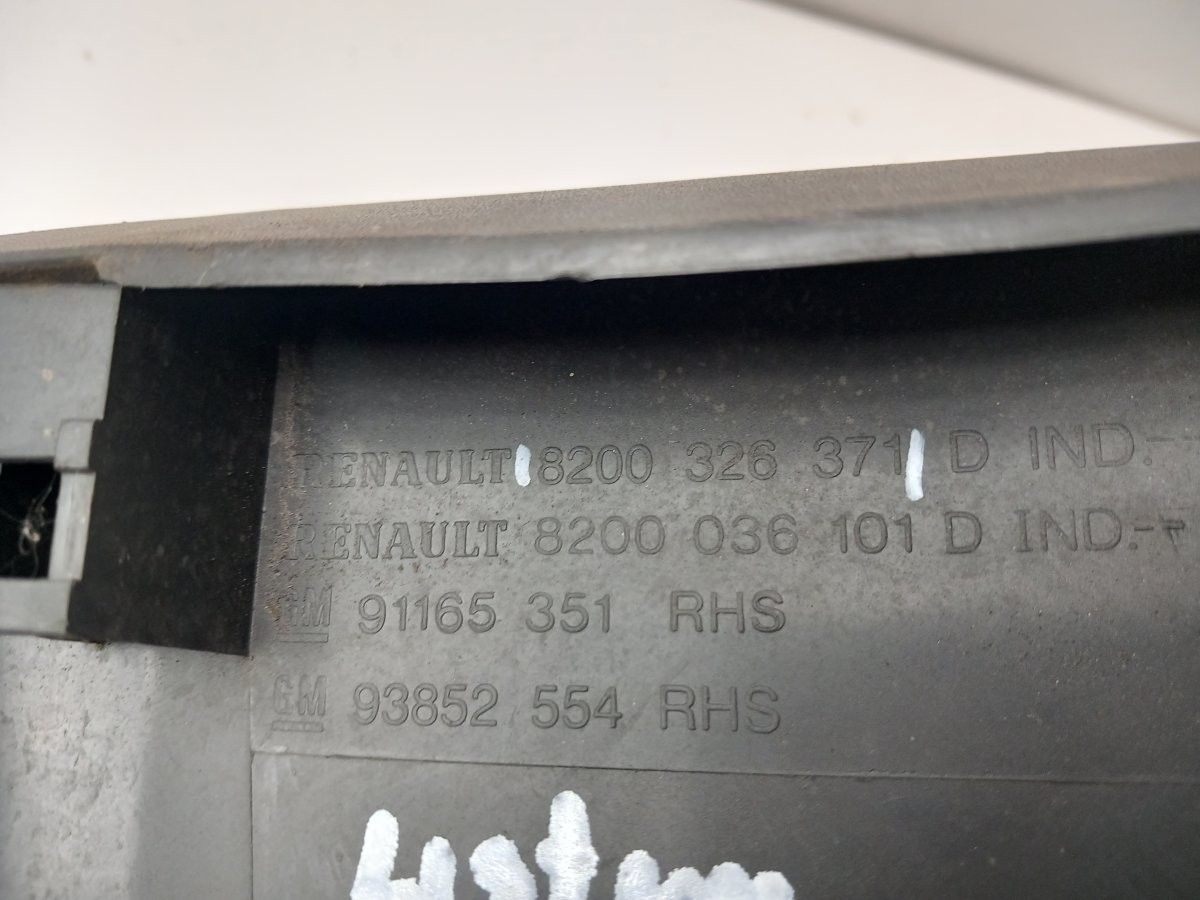 RENAULT 8200 326 371 D IND.--
RENAULT 8200 036 101 D IND.-
GM 91165 351 RHS
GM 93852 554 RHS